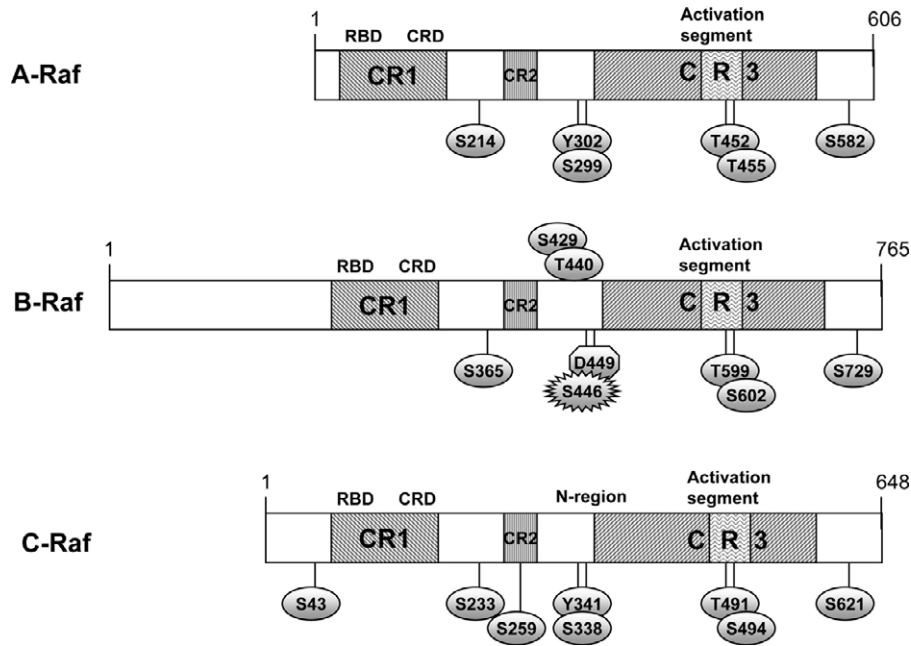 1 Activation 606
RBD CRD segment
A-Raf CR1 CR2 C R 3
S214 Y302 T452 S582
S299 T455
1 S429 765
RBD CRD T440 Activation
segment
B-Raf CR1 CR2 C R 3
S365 D449 T599 S729
S446 S602
1 648
RBD CRD N-region Activation
segment
C-Raf CR1 CR2 C R 3
S43 S233 Y341 T491 S621
S259 S338 S494